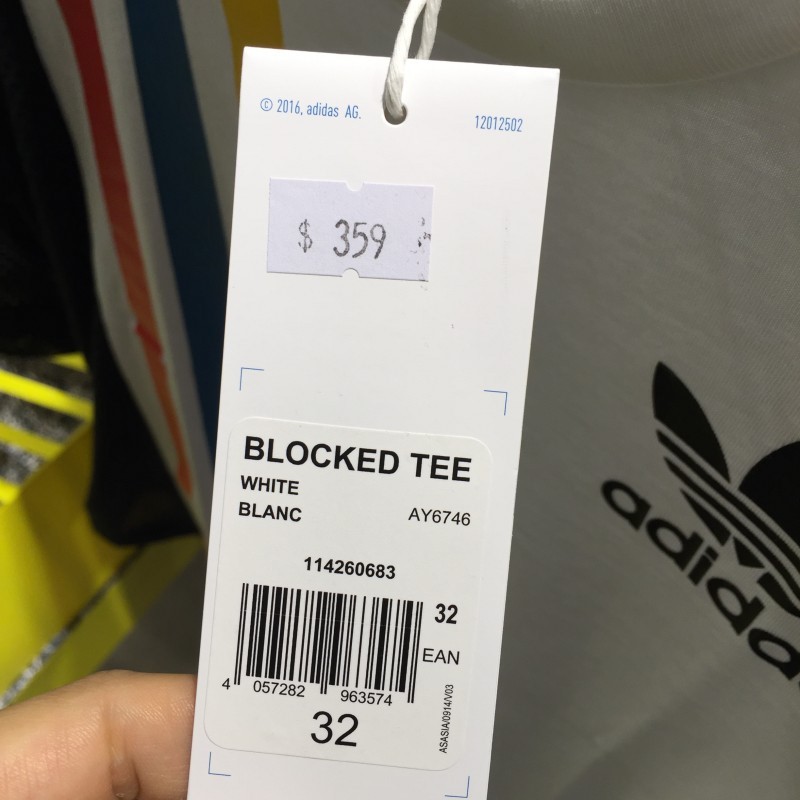 © 2016, adidas AG.
12012502
$ 359
BLOCKED TEE
WHITE
BLANC
AY6746
114260683
32
EAN
4 057282 963574
32
ASASIA/0914/V03
adidas